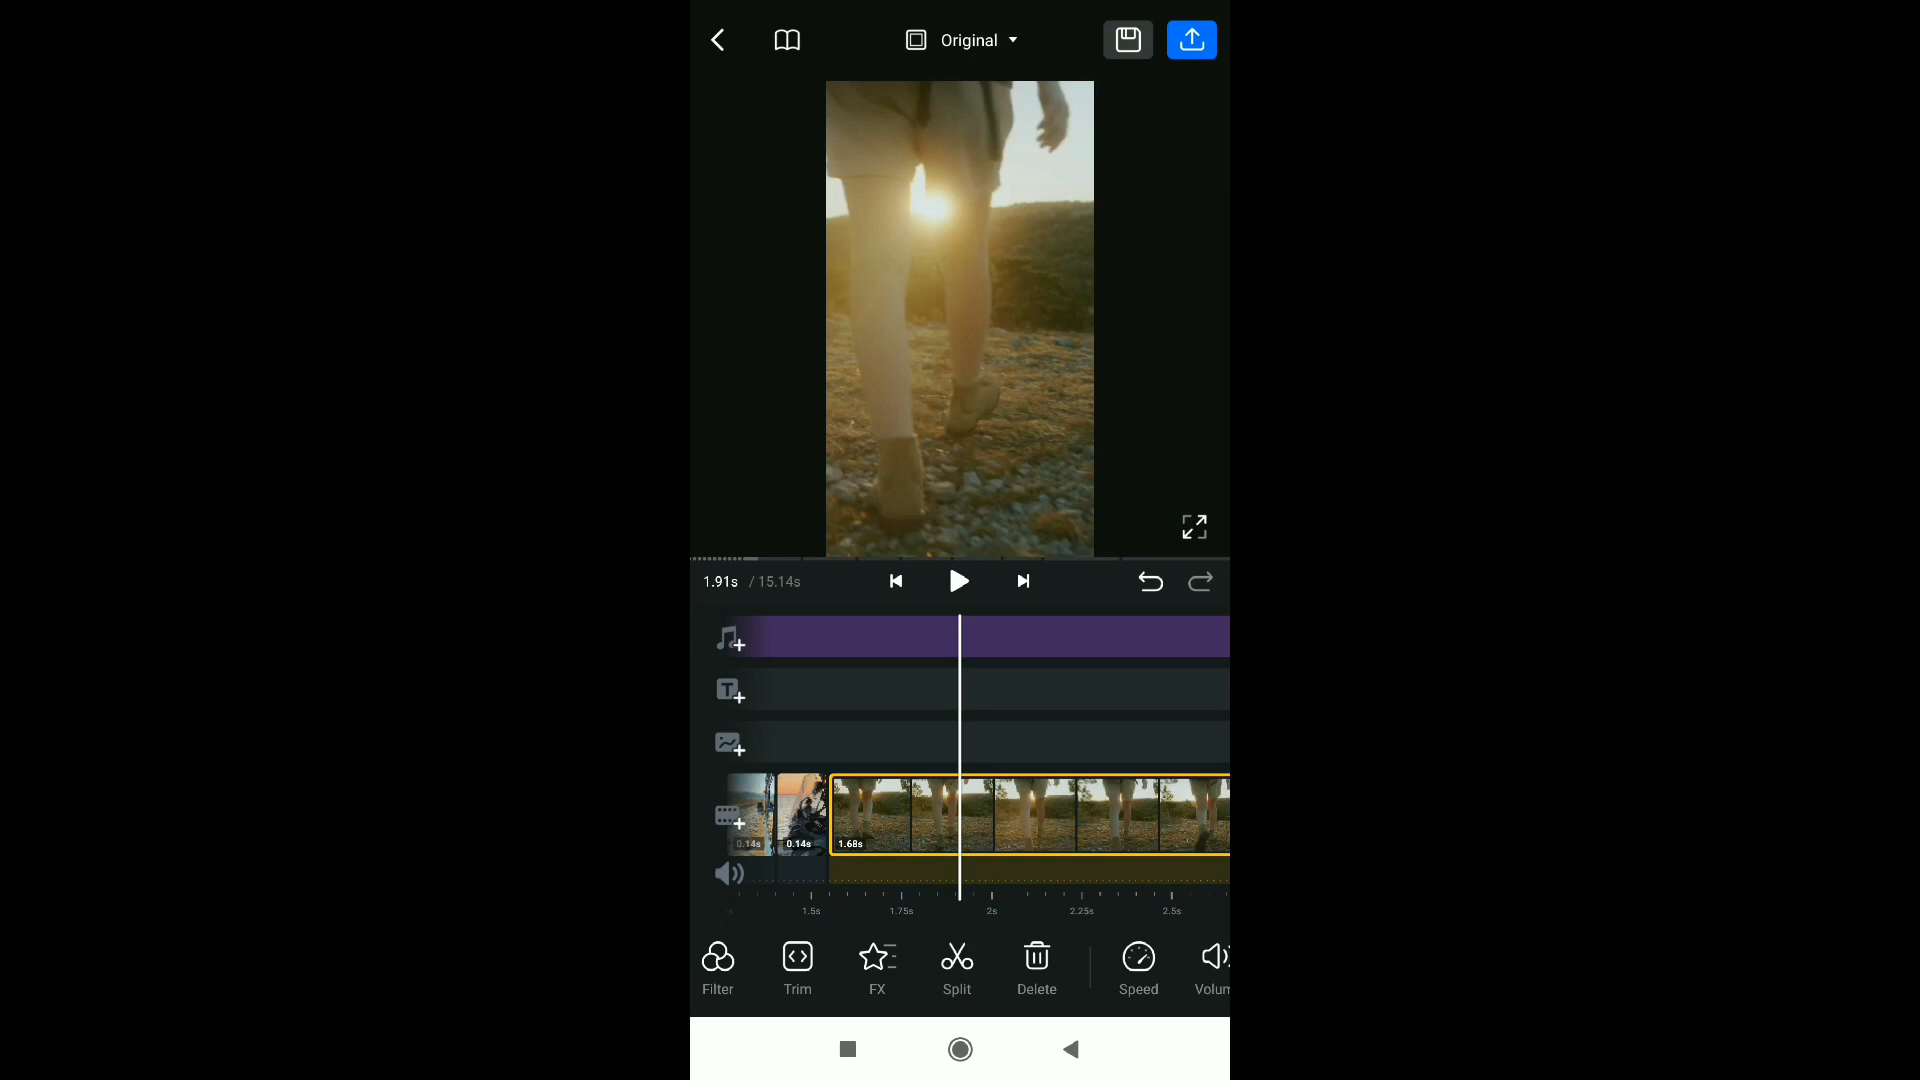 Original
1.91s / 15.14s
T
0.14s 0.14s 1.68s
1.5s 1.75s 2s 2.25s 2.5s
Filter Trim FX Split Delete Speed Volum